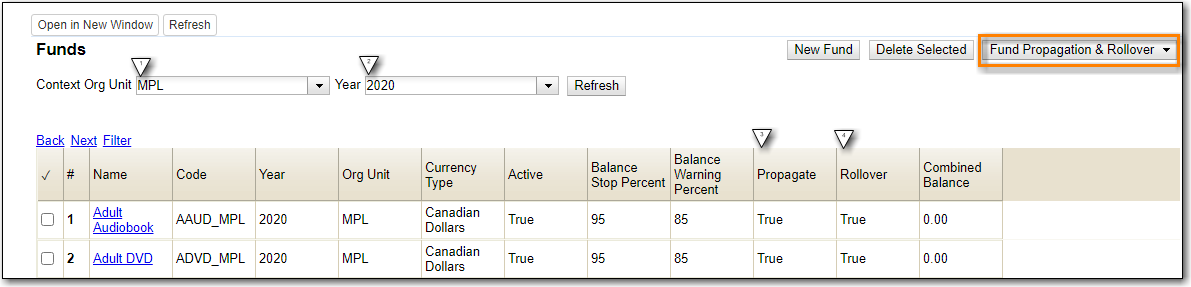 Open in New Window Refresh
Funds New Fund Delete Selected Fund Propagation & Rollover
1 2
Context Org Unit MPL Year 2020 Refresh
Back Next Filter 3 4
✓ # Name Code Year Org Unit Currency Type Active Balance Stop Percent Balance Warning Percent Propagate Rollover Combined Balance
1 Adult Audiobook AAUD_MPL 2020 MPL Canadian Dollars True 95 85 True True 0.00
2 Adult DVD ADVD_MPL 2020 MPL Canadian Dollars True 95 85 True True 0.00